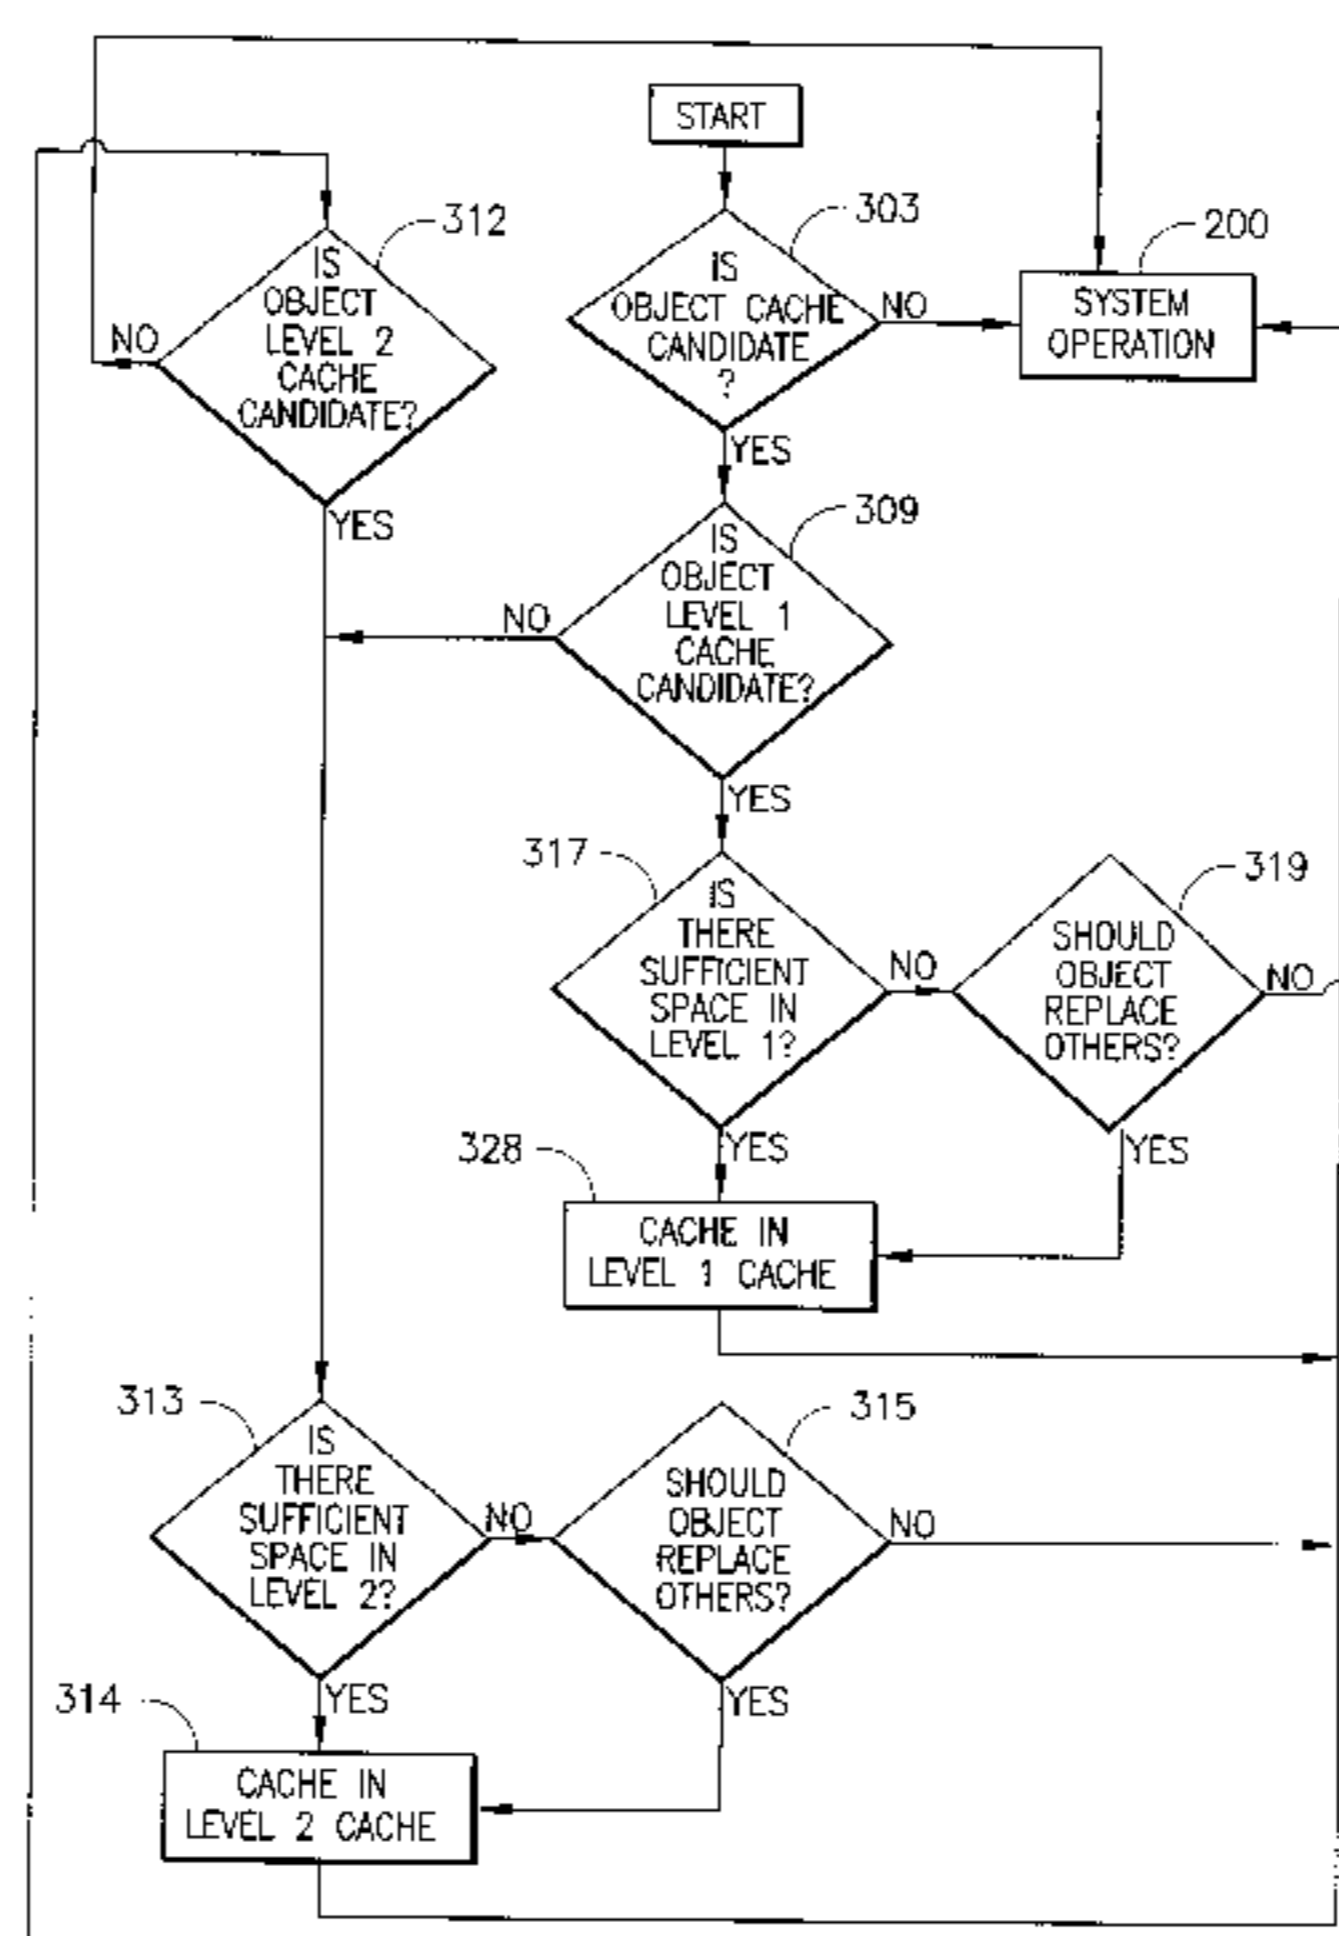 START
303
IS
OBJECT CACHE
CANDIDATE
?
NO
YES
200
SYSTEM
OPERATION
312
IS
OBJECT
LEVEL 2
CACHE
CANDIDATE?
NO
YES
309
IS
OBJECT
LEVEL 1
CACHE
CANDIDATE?
NO
YES
317
IS
THERE
SUFFICIENT
SPACE IN
LEVEL 1?
NO
YES
319
SHOULD
OBJECT
REPLACE
OTHERS?
NO
YES
328
CACHE IN
LEVEL 1 CACHE
313
IS
THERE
SUFFICIENT
SPACE IN
LEVEL 2?
NO
YES
315
SHOULD
OBJECT
REPLACE
OTHERS?
NO
YES
314
CACHE IN
LEVEL 2 CACHE